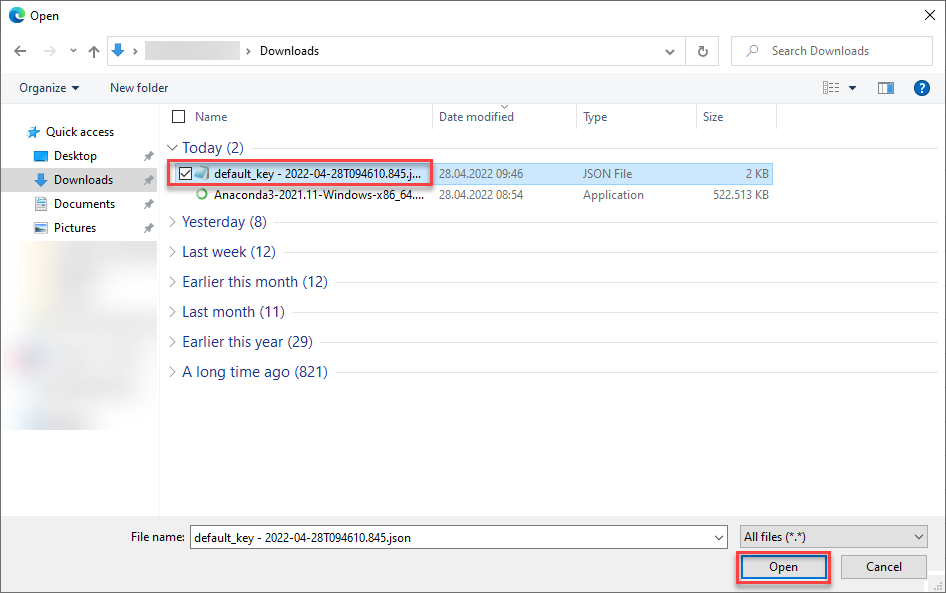 Open
Downloads
Search Downloads
Organize
New folder
?
Quick access
Desktop
Downloads
Documents
Pictures
Name
Date modified
Type
Size
Today (2)
default_key - 2022-04-28T094610.845.j... 28.04.2022 09:46 JSON File 2 KB
Anaconda3-2021.11-Windows-x86_64.... 28.04.2022 08:54 Application 522.513 KB
Yesterday (8)
Last week (12)
Earlier this month (12)
Last month (11)
Earlier this year (29)
A long time ago (821)
File name: default_key - 2022-04-28T094610.845.json
All files (*.*)
Open
Cancel